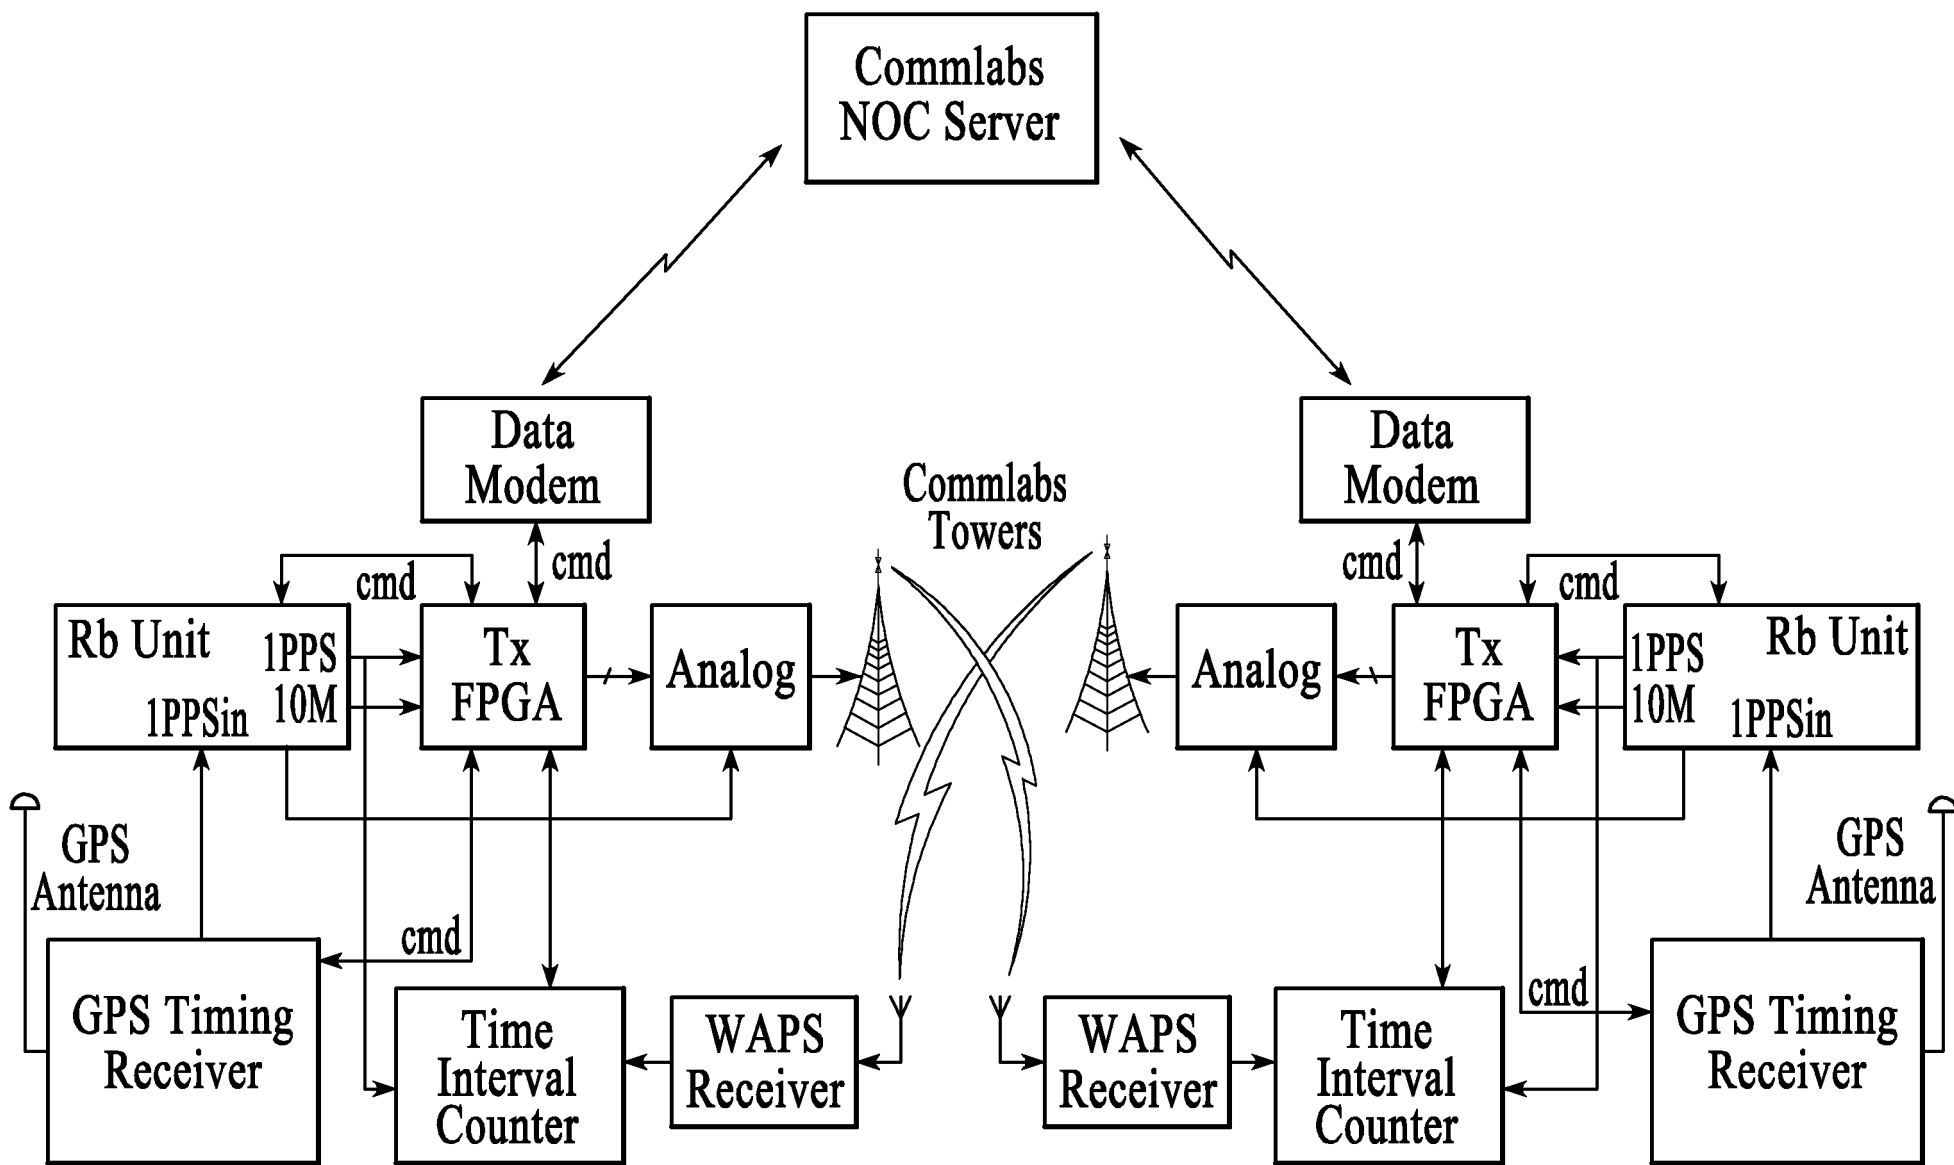 Commlabs
NOC Server
Data
Modem
Data
Modem
Commlabs
Towers
cmd
cmd
cmd
cmd
Rb Unit
1PPS
10M
1PPSin
Tx
FPGA
Analog
Analog
Tx
FPGA
1PPS
10M
Rb Unit
1PPSin
GPS
Antenna
GPS
Antenna
cmd
cmd
GPS Timing
Receiver
Time
Interval
Counter
WAPS
Receiver
WAPS
Receiver
Time
Interval
Counter
GPS Timing
Receiver